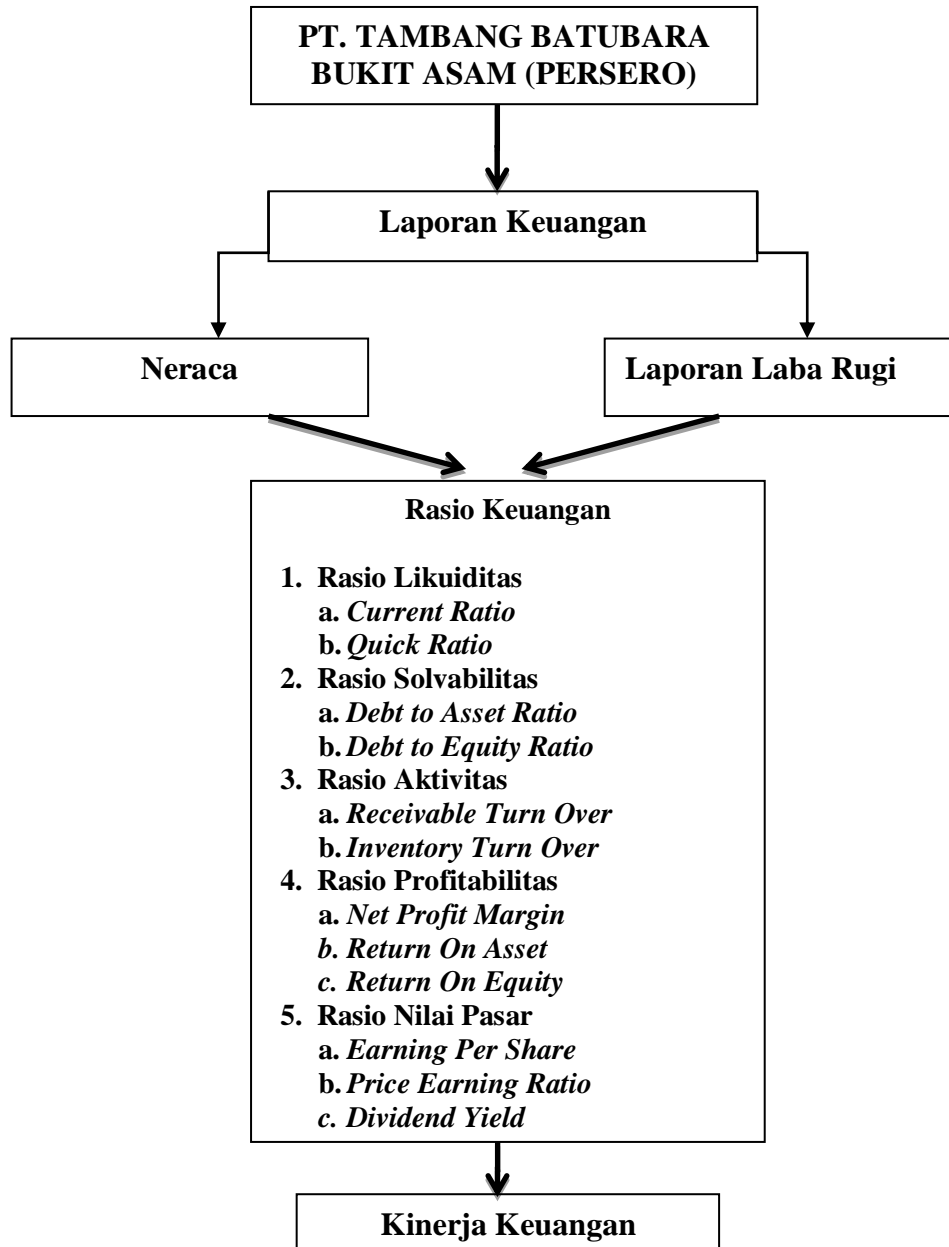 PT. TAMBANG BATUBARA
BUKIT ASAM (PERSERO)
Laporan Keuangan
Neraca
Laporan Laba Rugi
Rasio Keuangan
1. Rasio Likuiditas
a. Current Ratio
b. Quick Ratio
2. Rasio Solvabilitas
a. Debt to Asset Ratio
b. Debt to Equity Ratio
3. Rasio Aktivitas
a. Receivable Turn Over
b. Inventory Turn Over
4. Rasio Profitabilitas
a. Net Profit Margin
b. Return On Asset
c. Return On Equity
5. Rasio Nilai Pasar
a. Earning Per Share
b. Price Earning Ratio
c. Dividend Yield
Kinerja Keuangan